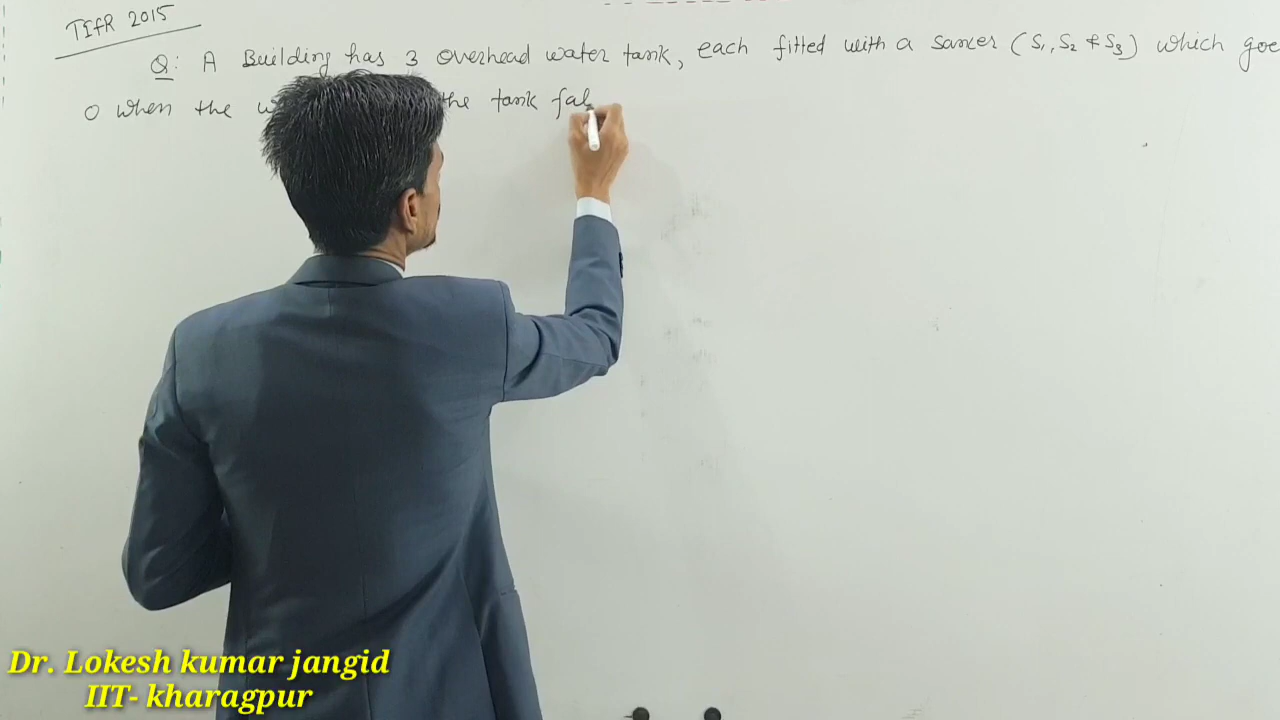 TIFR 2015
Q: A Building has 3 overhead water tank, each fitted with a sancer (S1, S2 & S3) which goe
0 when the the tank fal
Dr. Lokesh kumar jangid
IIT- kharagpur